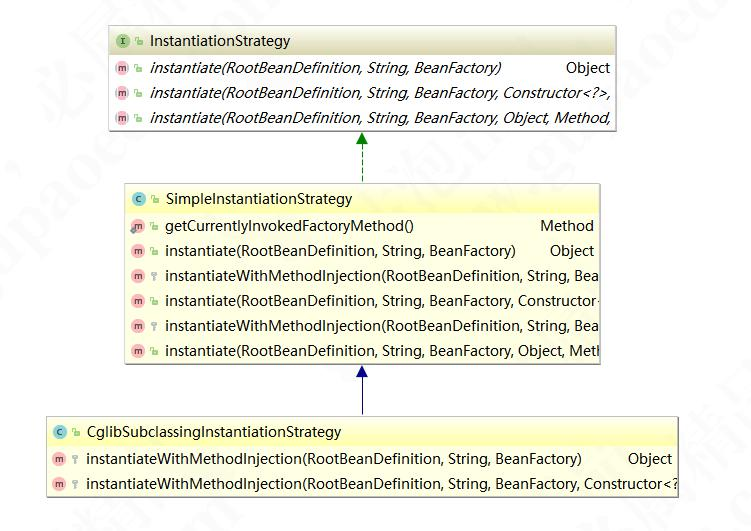 InstantiationStrategy
instantiate(RootBeanDefinition, String, BeanFactory) Object
instantiate(RootBeanDefinition, String, BeanFactory, Constructor<?>,
instantiate(RootBeanDefinition, String, BeanFactory, Object, Method,
SimpleInstantiationStrategy
getCurrentlyInvokedFactoryMethod() Method
instantiate(RootBeanDefinition, String, BeanFactory) Object
instantiateWithMethodInjection(RootBeanDefinition, String, Bea
instantiate(RootBeanDefinition, String, BeanFactory, Constructor
instantiateWithMethodInjection(RootBeanDefinition, String, Bea
instantiate(RootBeanDefinition, String, BeanFactory, Object, Meth
CglibSubclassingInstantiationStrategy
instantiateWithMethodInjection(RootBeanDefinition, String, BeanFactory) Object
instantiateWithMethodInjection(RootBeanDefinition, String, BeanFactory, Constructor<?